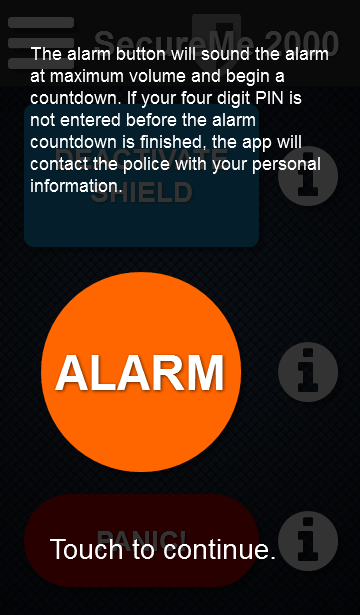 SecureMe 2000
The alarm button will sound the alarm
at maximum volume and begin a
countdown. If your four digit PIN is
not entered before the alarm
countdown is finished, the app will
contact the police with your personal
information.
DEACTIVATE
SHIELD
ALARM
PANIC!
Touch to continue.